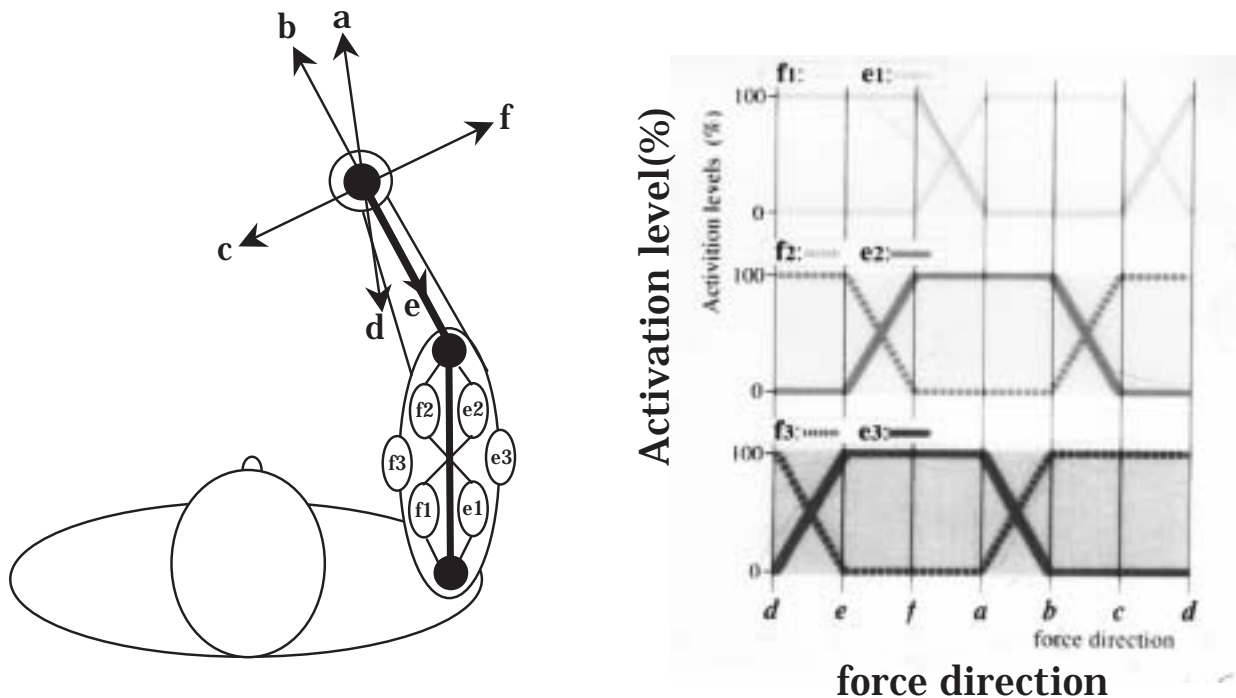 a
b
f
c
e
d
f2
e2
f3
e3
f1
e1
Activation level(%)
Activition levels (%)
f1:
e1:
100
0
f2:
e2:
100
0
f3:
e3:
100
0
d e f a b c d
force direction
force direction